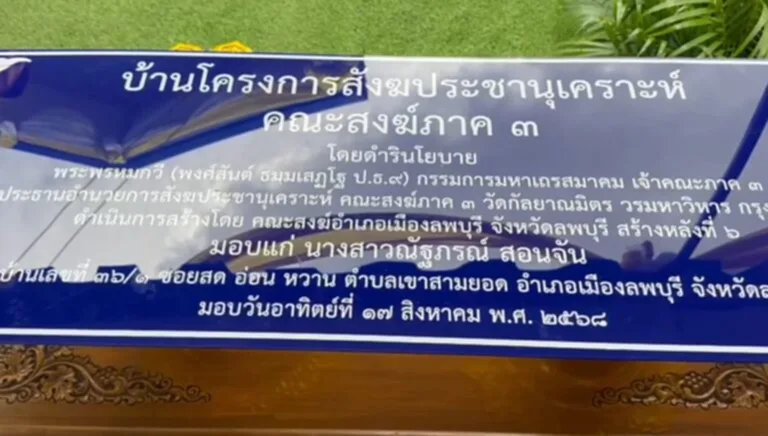 บ้านโครงการสังฆประชานุเคราะห์
คณะสงฆ์ภาค ๓
โดยดำรินโยบาย
พระพรหมกวี (พงศ์สันต์ ธมฺมเสฏฺโฐ ป.ธ.๙) กรรมการมหาเถรสมาคม เจ้าคณะภาค ๓
ประธานอำนวยการสังฆประชานุเคราะห์ คณะสงฆ์ภาค ๓ วัดกัลยาณมิตร วรมหาวิหาร กรุง
ดำเนินการสร้างโดย คณะสงฆ์อำเภอเมืองลพบุรี จังหวัดลพบุรี สร้างหลังที่ ๖
มอบแก่ นางสาวณัฐภรณ์ สอนจัน
บ้านเลขที่ ๓๖/๑ ซอยสด อ่อน หวาน ตำบลเขาสามยอด อำเภอเมืองลพบุรี จังหวัดล
มอบวันอาทิตย์ที่ ๑๗ สิงหาคม พ.ศ. ๒๕๖๘